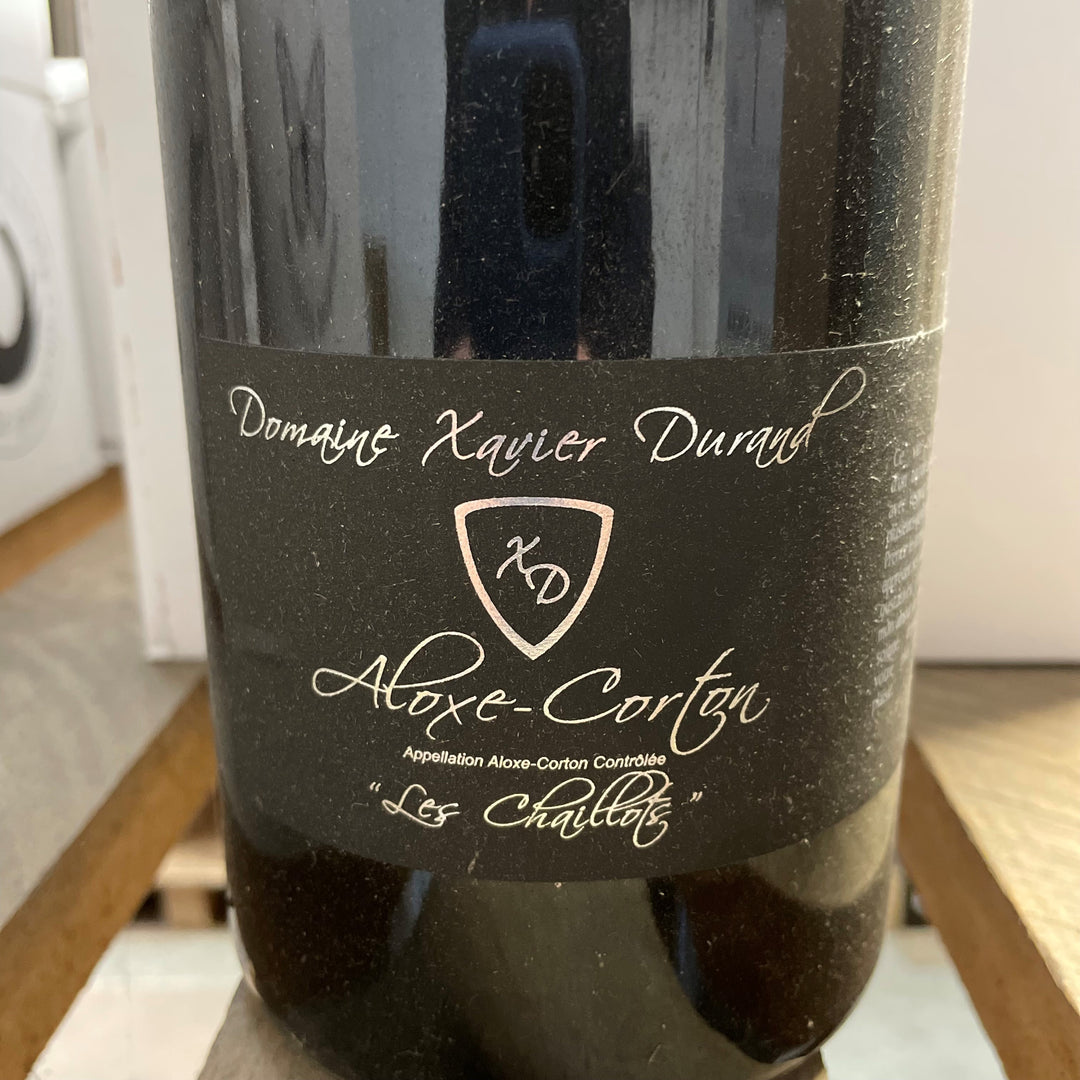 Domaine Xavier Durand
XD
Aloxe-Corton
Appellation Aloxe-Corton Contrôlée
"Les Chaillots"